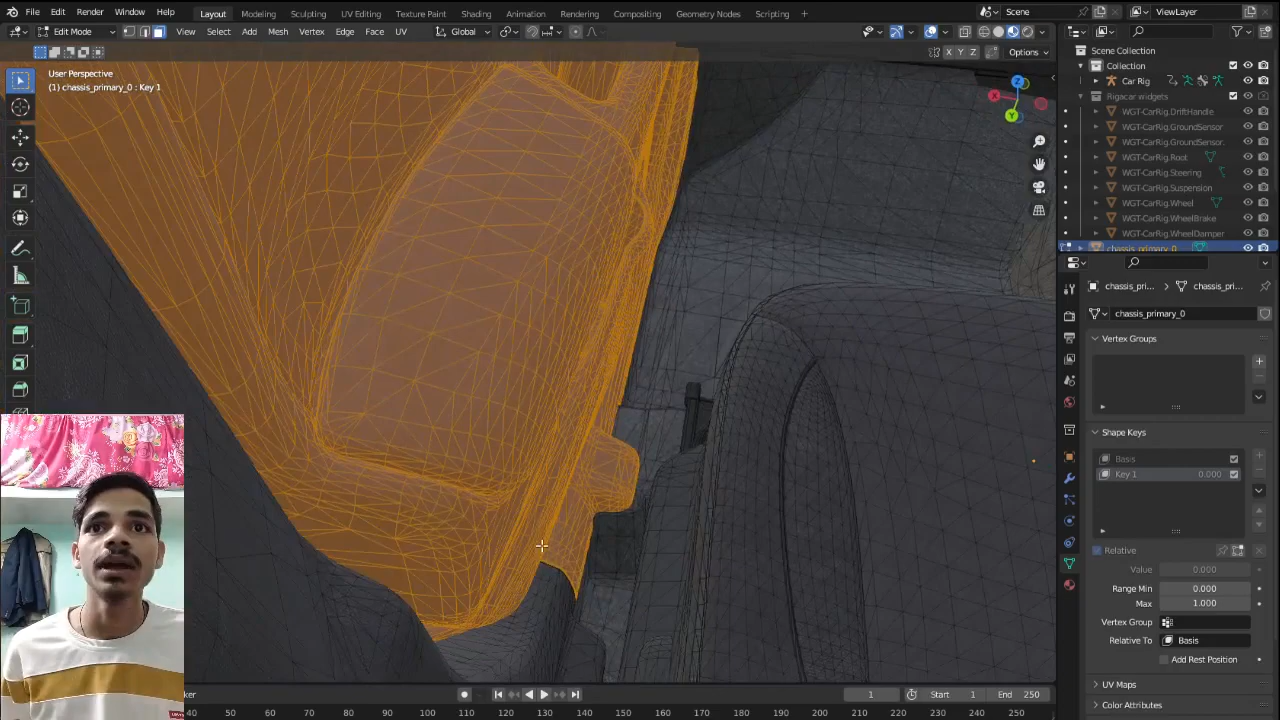 File Edit Render Window Help Layout Modeling Sculpting UV Editing Texture Paint Shading Animation Rendering Compositing Geometry Nodes Scripting + Scene ViewLayer
Edit Mode View Select Add Mesh Vertex Edge Face UV Global
X Y Z Options
User Perspective
(1) chassis_primary_0 : Key 1
X Z Y
Scene Collection
Collection
Car Rig
Rigacar widgets
WGT-CarRig.DriftHandle
WGT-CarRig.GroundSensor
WGT-CarRig.GroundSensor.
WGT-CarRig.Root
WGT-CarRig.Steering
WGT-CarRig.Suspension
WGT-CarRig.Wheel
WGT-CarRig.WheelBrake
WGT-CarRig.WheelDamper
chassis_primary_0
chassis_pri... > chassis_pri...
chassis_primary_0
Vertex Groups
Shape Keys
Basis
Key 1 0.000
Relative
Value 0.000
Range Min 0.000
Max 1.000
Vertex Group
Relative To Basis
Add Rest Position
UV Maps
Color Attributes
rker 1 Start 1 End 250
40 50 60 70 80 90 100 110 120 130 140 150 160 170 180 190 200 210 220 230 240 250